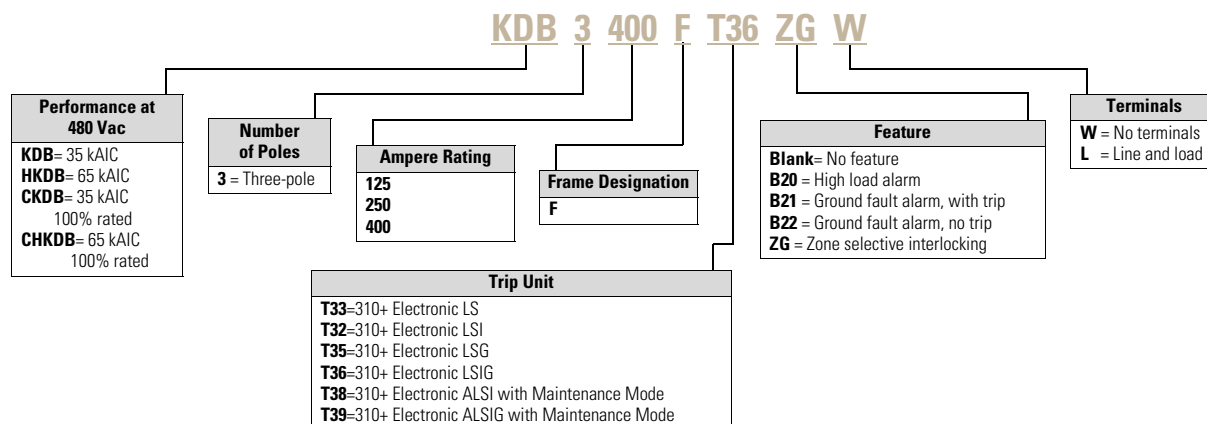 KDB 3 400 F T36 ZG W
Performance at
480 Vac
KDB= 35 kAIC
HKDB= 65 kAIC
CKDB= 35 kAIC
100% rated
CHKDB= 65 kAIC
100% rated
Number
of Poles
3 = Three-pole
Ampere Rating
125
250
400
Frame Designation
F
Trip Unit
T33=310+ Electronic LS
T32=310+ Electronic LSI
T35=310+ Electronic LSG
T36=310+ Electronic LSIG
T38=310+ Electronic ALSI with Maintenance Mode
T39=310+ Electronic ALSIG with Maintenance Mode
Feature
Blank= No feature
B20 = High load alarm
B21 = Ground fault alarm, with trip
B22 = Ground fault alarm, no trip
ZG = Zone selective interlocking
Terminals
W = No terminals
L = Line and load